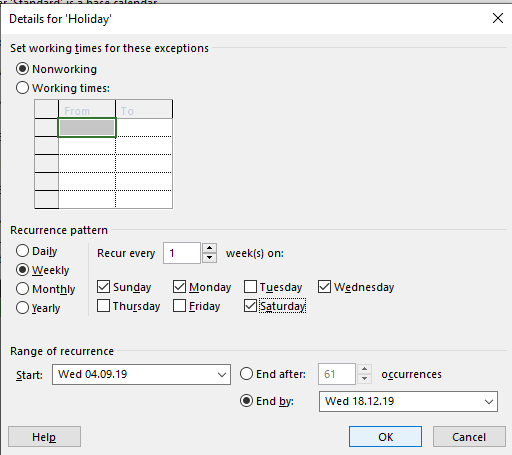 er 'Standard' is a base calendar.
Details for 'Holiday'
Set working times for these exceptions
Nonworking
Working times:
From To
Recurrence pattern
Daily
Weekly
Monthly
Yearly
Recur every 1 week(s) on:
Sunday Monday Tuesday Wednesday
Thursday Friday Saturday
Range of recurrence
Start: Wed 04.09.19
End after: 61 occurrences
End by: Wed 18.12.19
Help OK Cancel